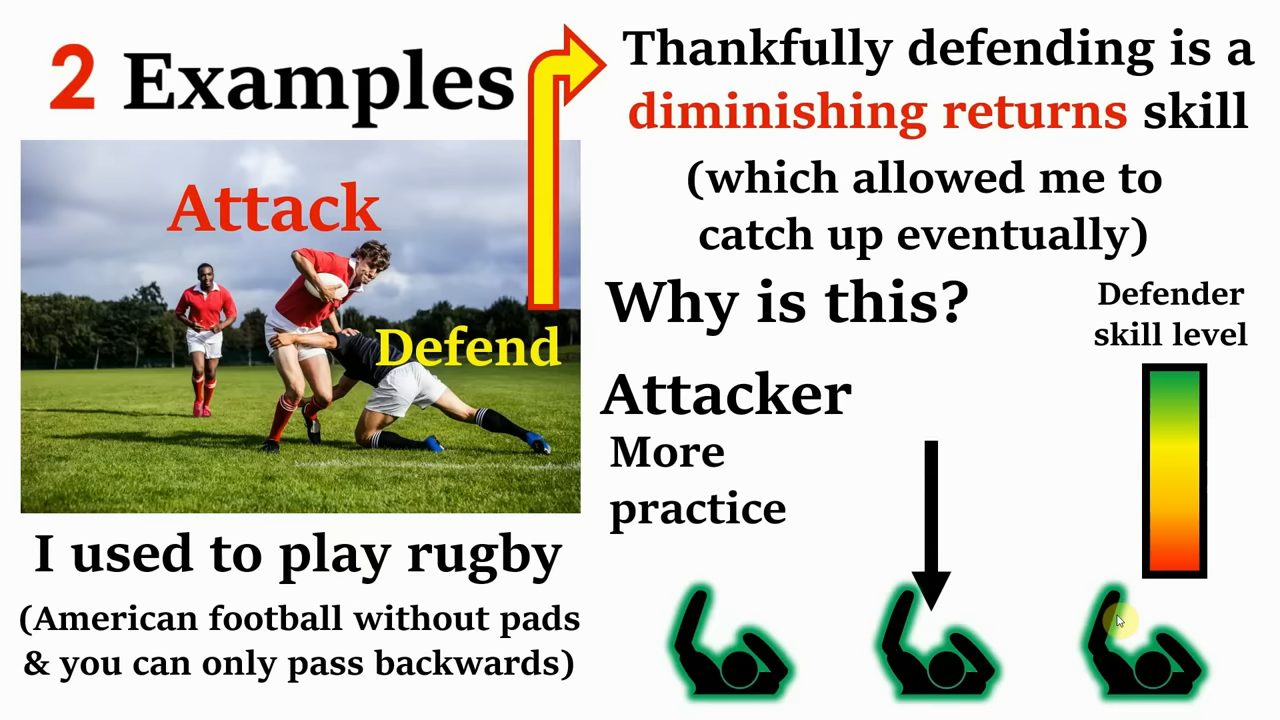 2 Examples
Attack
Defend
I used to play rugby
(American football without pads
& you can only pass backwards)
Thankfully defending is a
diminishing returns skill
(which allowed me to
catch up eventually)
Why is this?
Defender
skill level
Attacker
More
practice